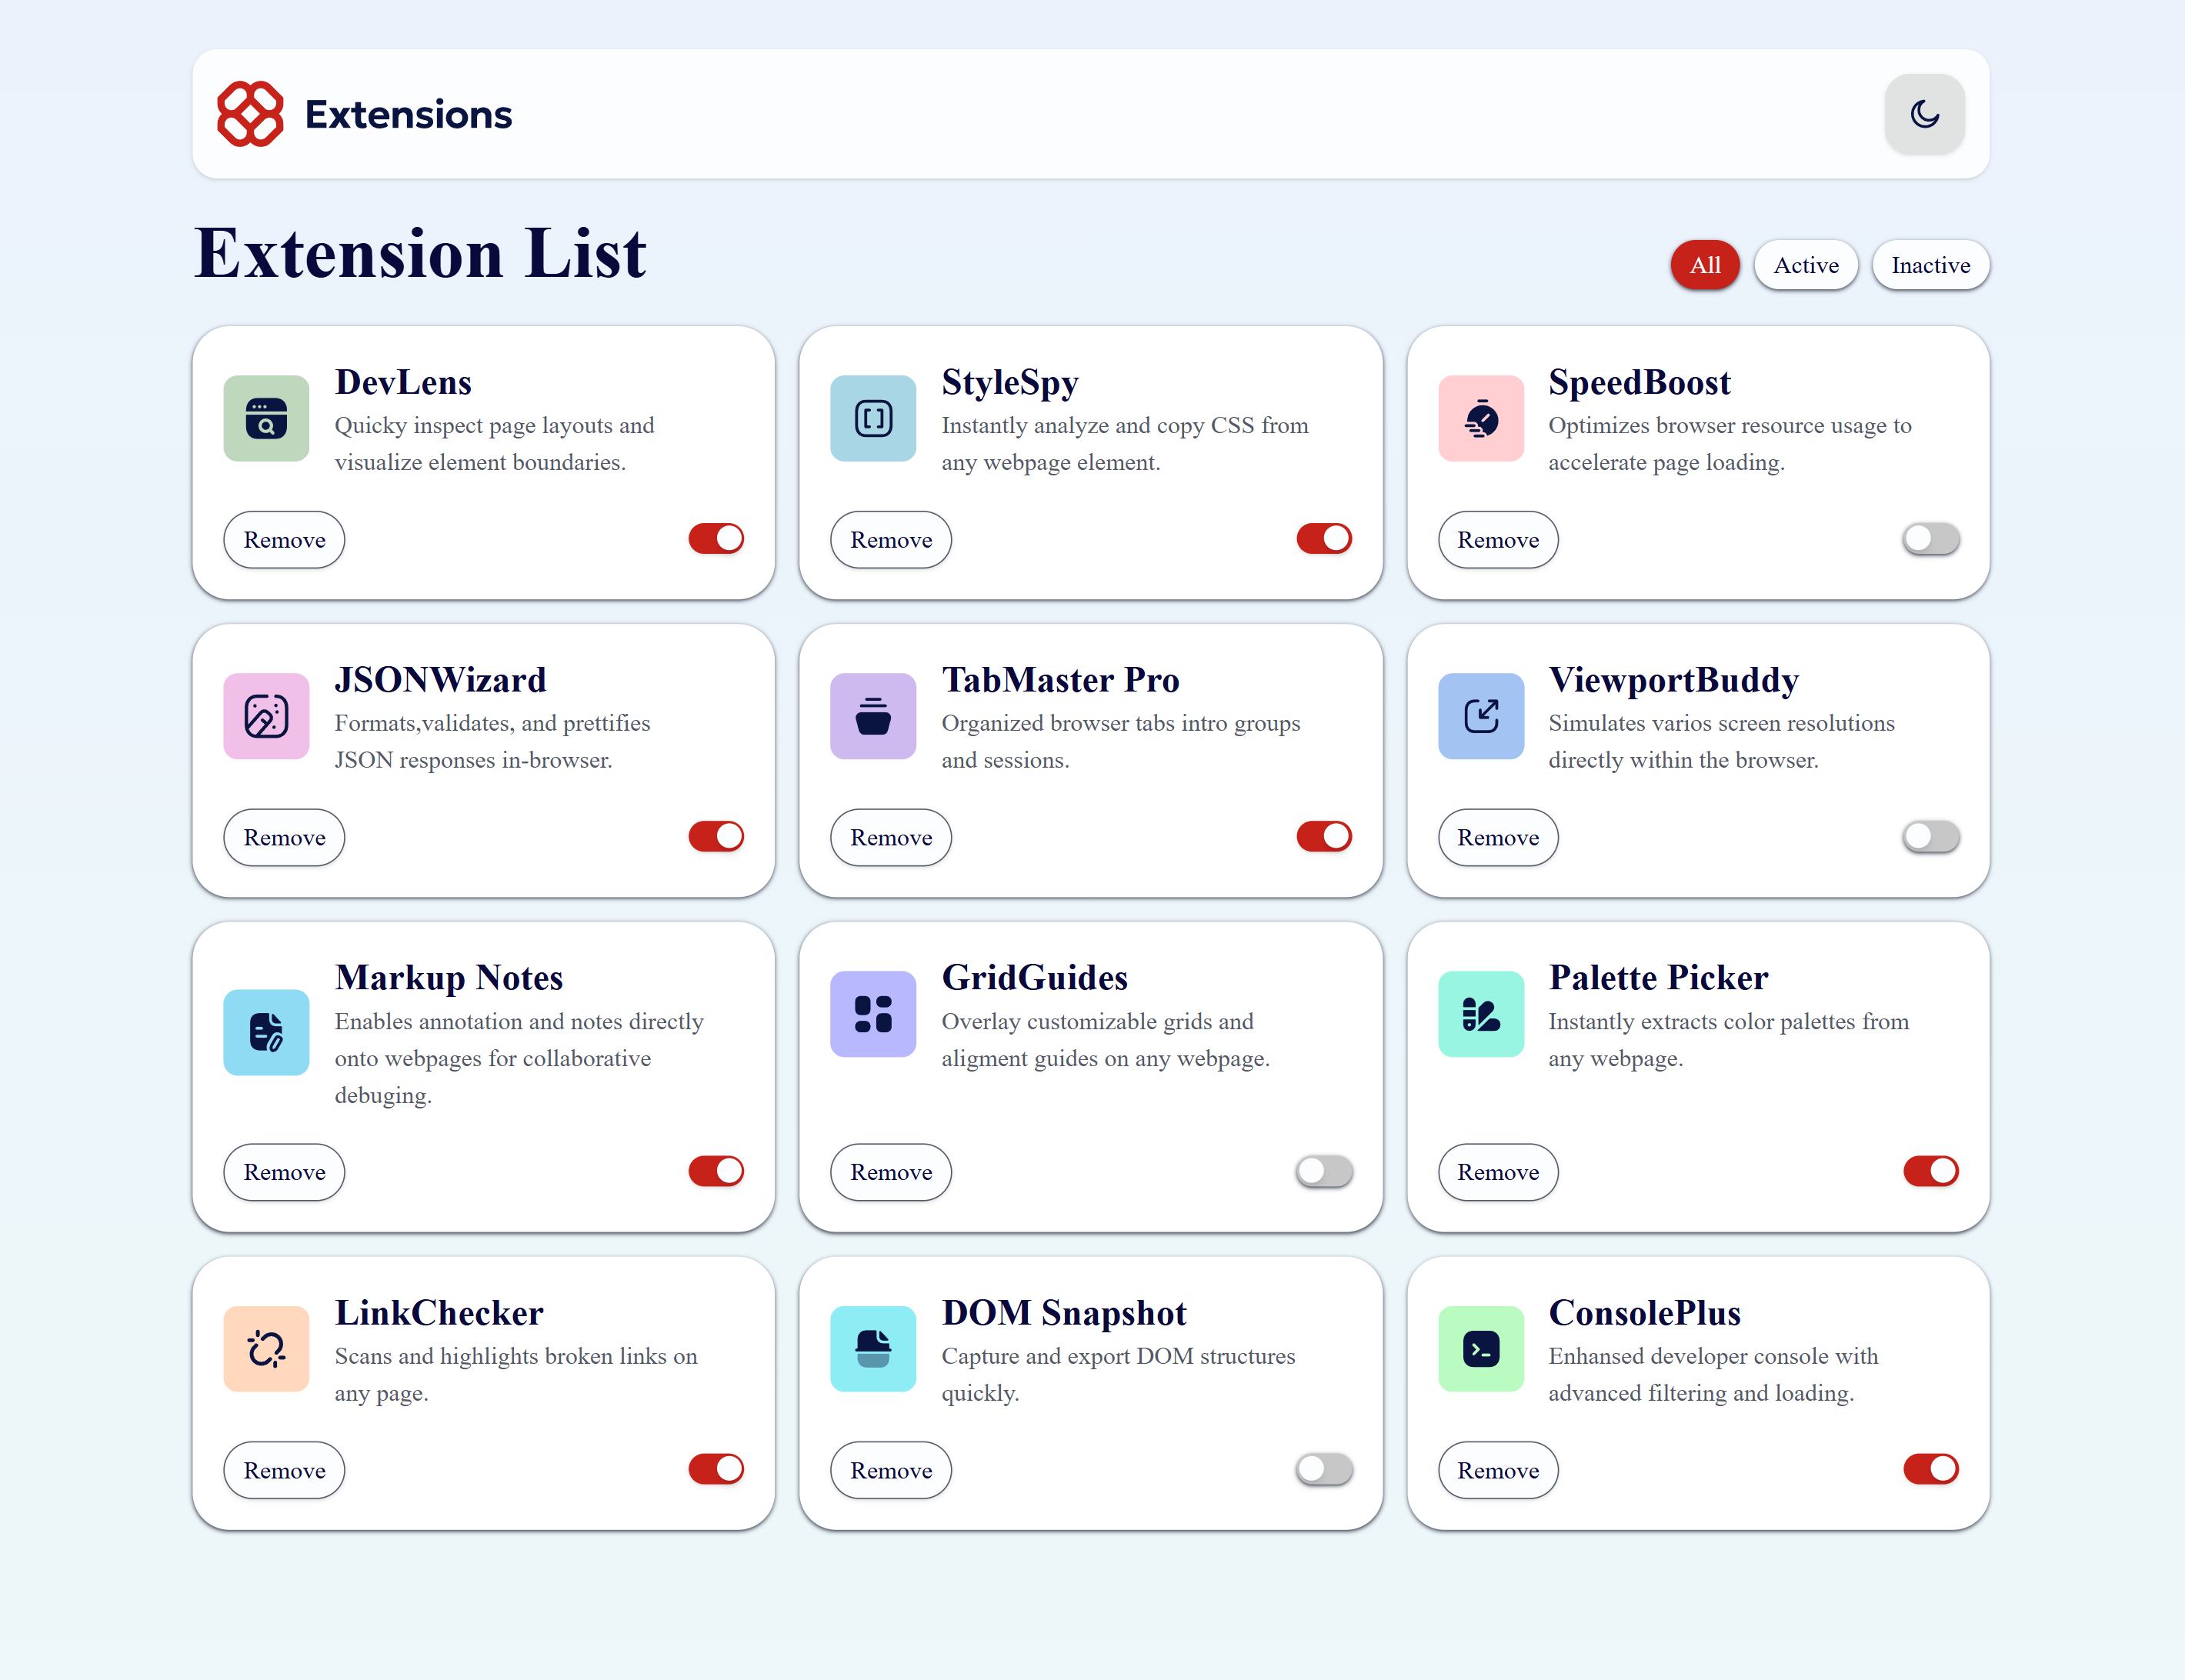 Extensions
Extension List
All
Active
Inactive
DevLens
Quicky inspect page layouts and
visualize element boundaries.
Remove
StyleSpy
Instantly analyze and copy CSS from
any webpage element.
Remove
SpeedBoost
Optimizes browser resource usage to
accelerate page loading.
Remove
JSONWizard
Formats,validates, and prettifies
JSON responses in-browser.
Remove
TabMaster Pro
Organized browser tabs intro groups
and sessions.
Remove
ViewportBuddy
Simulates varios screen resolutions
directly within the browser.
Remove
Markup Notes
Enables annotation and notes directly
onto webpages for collaborative
debuging.
Remove
GridGuides
Overlay customizable grids and
aligment guides on any webpage.
Remove
Palette Picker
Instantly extracts color palettes from
any webpage.
Remove
LinkChecker
Scans and highlights broken links on
any page.
Remove
DOM Snapshot
Capture and export DOM structures
quickly.
Remove
ConsolePlus
Enhansed developer console with
advanced filtering and loading.
Remove